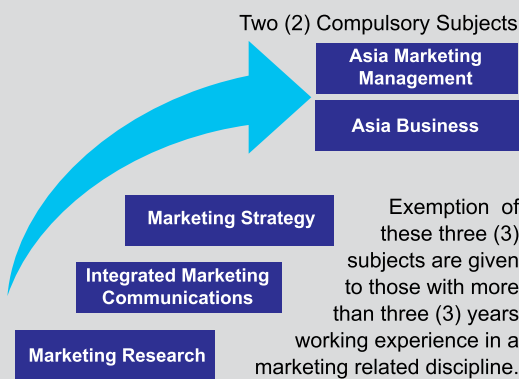 Two (2) Compulsory Subjects
Asia Marketing
Management
Asia Business
Marketing Strategy
Integrated Marketing
Communications
Marketing Research
Exemption of
these three (3)
subjects are given
to those with more
than three (3) years
working experience in a
marketing related discipline.